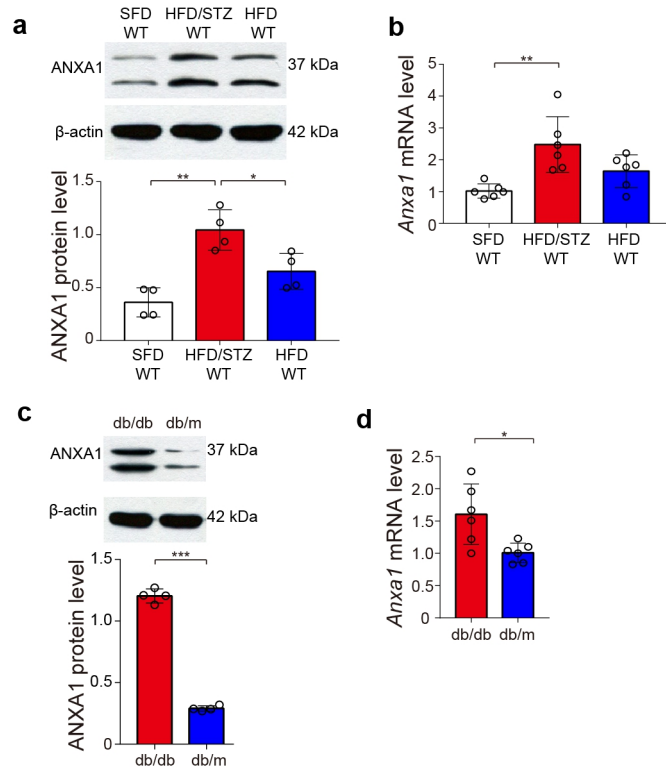 a
SFD HFD/STZ HFD
WT WT WT
ANXA1
37 kDa
β-actin
42 kDa
** *
ANXA1 protein level
1.5
1.0
0.5
0
SFD HFD/STZ HFD
WT WT WT
b
**
Anxa1 mRNA level
5
4
3
2
1
0
SFD HFD/STZ HFD
WT WT WT
c
db/db db/m
ANXA1
37 kDa
β-actin
42 kDa
***
ANXA1 protein level
1.5
1.0
0.5
0
db/db db/m
d
*
Anxa1 mRNA level
2.5
2.0
1.5
1.0
0.5
0
db/db db/m